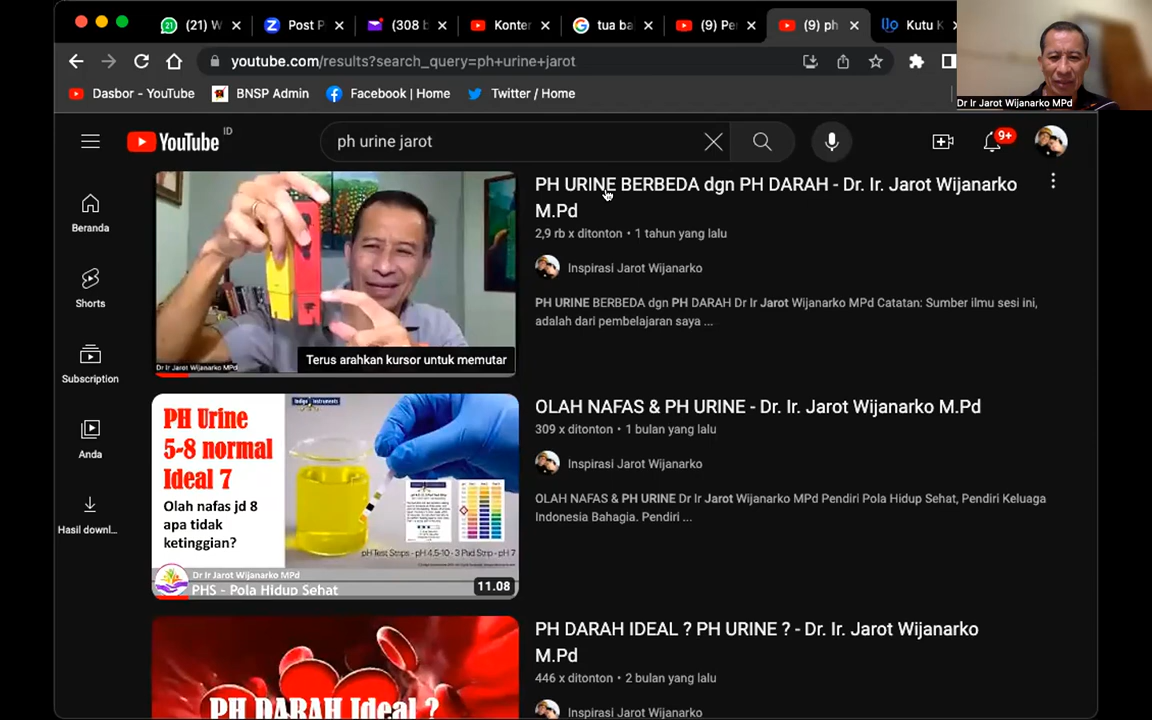 (21) W
Post P
(308 b
Konter
tua ba
(9) Per
(9) ph
Kutu K
youtube.com/results?search_query=ph+urine+jarot
Dasbor - YouTube
BNSP Admin
Facebook | Home
Twitter / Home
Dr Ir Jarot Wijanarko MPd
YouTube ID
ph urine jarot
9+
Beranda
Shorts
Subscription
Anda
Hasil downl...
Terus arahkan kursor untuk memutar
Dr Ir Jarot Wijanarko MPd
PH URINE BERBEDA dgn PH DARAH - Dr. Ir. Jarot Wijanarko
M.Pd
2,9 rb x ditonton • 1 tahun yang lalu
Inspirasi Jarot Wijanarko
PH URINE BERBEDA dgn PH DARAH Dr Ir Jarot Wijanarko MPd Catatan: Sumber ilmu sesi ini,
adalah dari pembelajaran saya ...
PH Urine
5-8 normal
Ideal 7
Olah nafas jd 8
apa tidak
ketinggian?
Indigo Instruments
pH Test Strips - pH 4.5-10 - 3 Pad Strip - pH 7
Dr Ir Jarot Wijanarko MPd
PHS - Pola Hidup Sehat
11.08
OLAH NAFAS & PH URINE - Dr. Ir. Jarot Wijanarko M.Pd
309 x ditonton • 1 bulan yang lalu
Inspirasi Jarot Wijanarko
OLAH NAFAS & PH URINE Dr Ir Jarot Wijanarko MPd Pendiri Pola Hidup Sehat, Pendiri Keluarga
Indonesia Bahagia. Pendiri ...
PH DARAH Ideal ?
PH DARAH IDEAL ? PH URINE ? - Dr. Ir. Jarot Wijanarko
M.Pd
446 x ditonton • 2 bulan yang lalu
Inspirasi Jarot Wijanarko